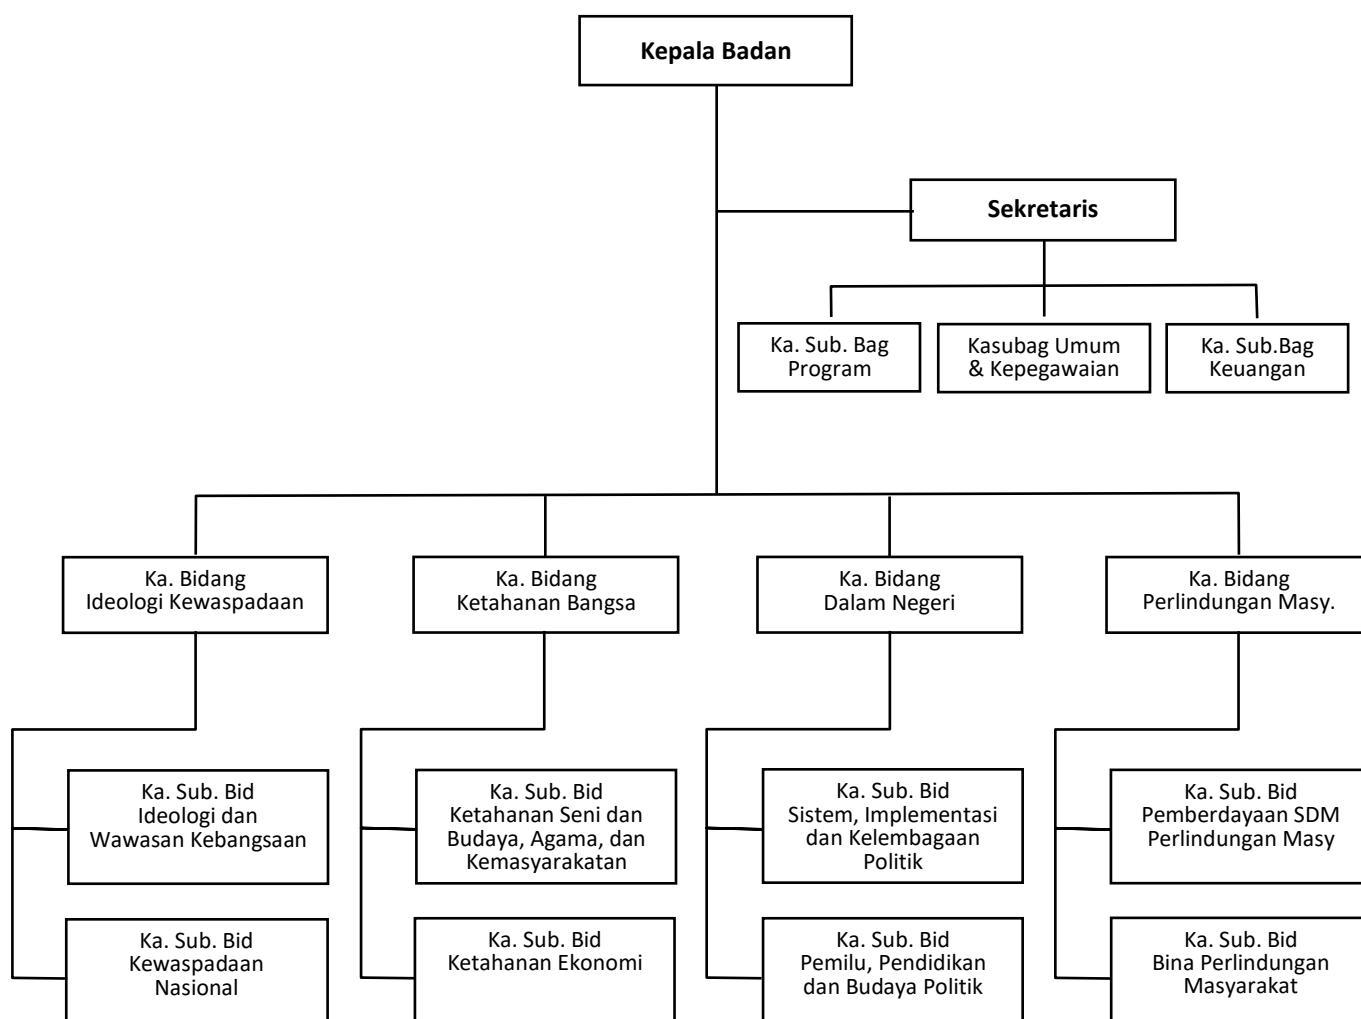 Kepala Badan
Sekretaris
Ka. Sub. Bag
Program
Kasubag Umum
& Kepegawaian
Ka. Sub.Bag
Keuangan
Ka. Bidang
Ideologi Kewaspadaan
Ka. Bidang
Ketahanan Bangsa
Ka. Bidang
Dalam Negeri
Ka. Bidang
Perlindungan Masy.
Ka. Sub. Bid
Ideologi dan
Wawasan Kebangsaan
Ka. Sub. Bid
Ketahanan Seni dan
Budaya, Agama, dan
Kemasyarakatan
Ka. Sub. Bid
Sistem, Implementasi
dan Kelembagaan
Politik
Ka. Sub. Bid
Pemberdayaan SDM
Perlindungan Masy
Ka. Sub. Bid
Kewaspadaan
Nasional
Ka. Sub. Bid
Ketahanan Ekonomi
Ka. Sub. Bid
Pemilu, Pendidikan
dan Budaya Politik
Ka. Sub. Bid
Bina Perlindungan
Masyarakat